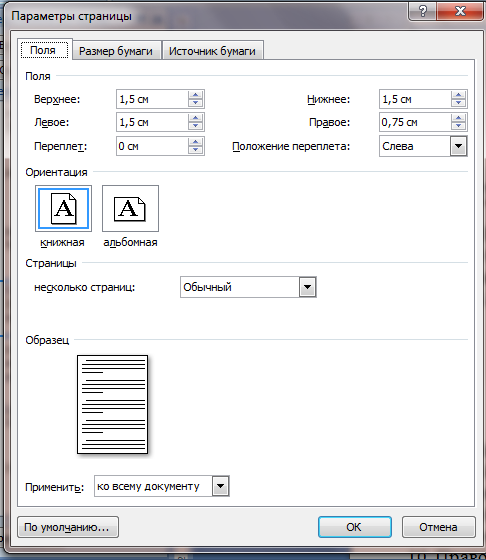 Параметры страницы
Поля Размер бумаги Источник бумаги
Поля
Верхнее: 1,5 см Нижнее: 1,5 см
Левое: 1,5 см Правое: 0,75 см
Переплет: 0 см Положение переплета: Слева
Ориентация
A A
книжная альбомная
Страницы
несколько страниц: Обычный
Образец
Применить: ко всему документу
По умолчанию... ОК Отмена